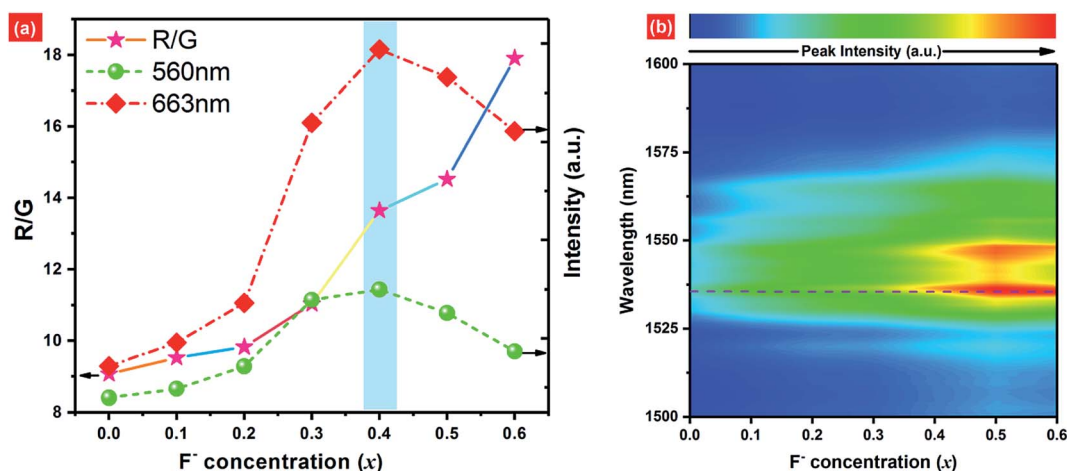 (a)
R/G
560nm
663nm
18
16
14
12
10
9
8
R/G
Intensity (a.u.)
0.0 0.1 0.2 0.3 0.4 0.5 0.6
F⁻ concentration (x)
(b)
Peak Intensity (a.u.)
1600
1575
1550
1525
1500
Wavelength (nm)
0.0 0.1 0.2 0.3 0.4 0.5 0.6
F⁻ concentration (x)